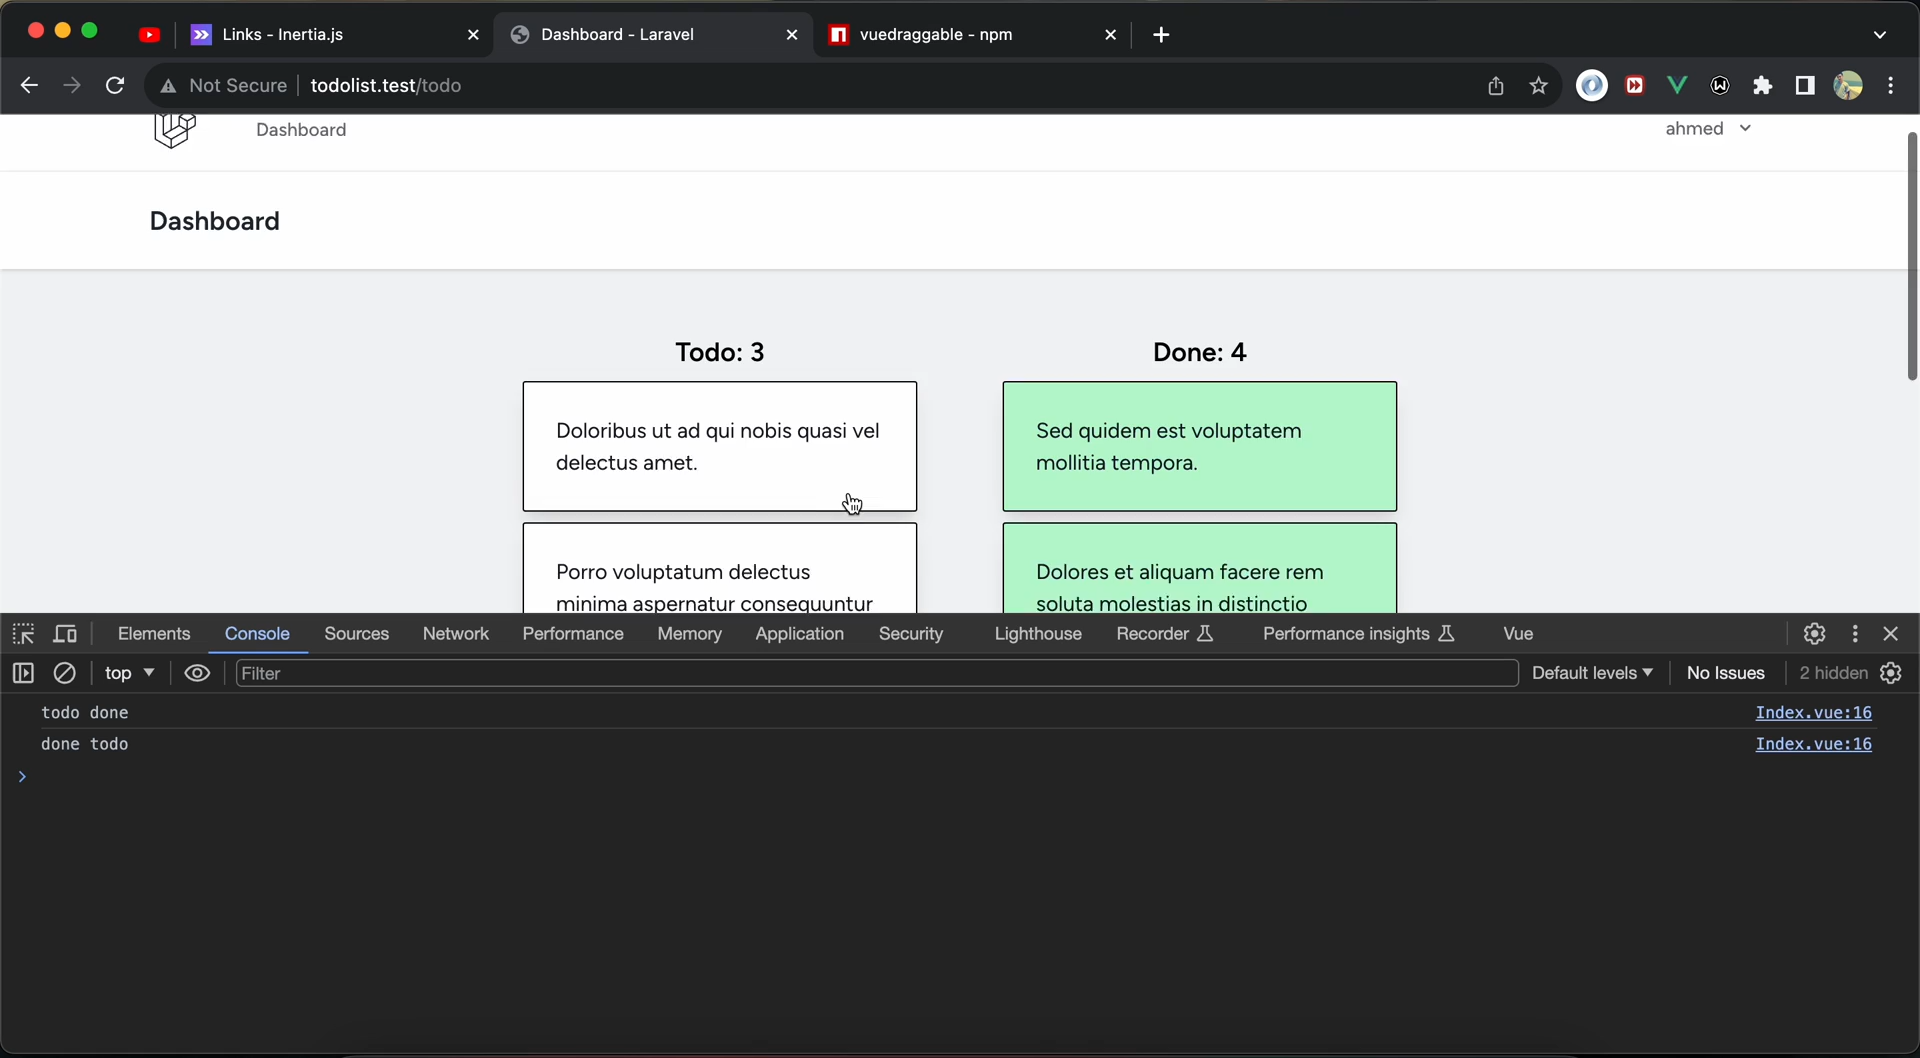 Links - Inertia.js
Dashboard - Laravel
vuedraggable - npm
Not Secure
todolist.test/todo
Dashboard
ahmed
Dashboard
Todo: 3
Done: 4
Doloribus ut ad qui nobis quasi vel
delectus amet.
Sed quidem est voluptatem
mollitia tempora.
Porro voluptatum delectus
minima aspernatur consequuntur
Dolores et aliquam facere rem
soluta molestias in distinctio
Elements
Console
Sources
Network
Performance
Memory
Application
Security
Lighthouse
Recorder
Performance insights
Vue
top
Filter
Default levels
No Issues
2 hidden
todo done
Index.vue:16
done todo
Index.vue:16